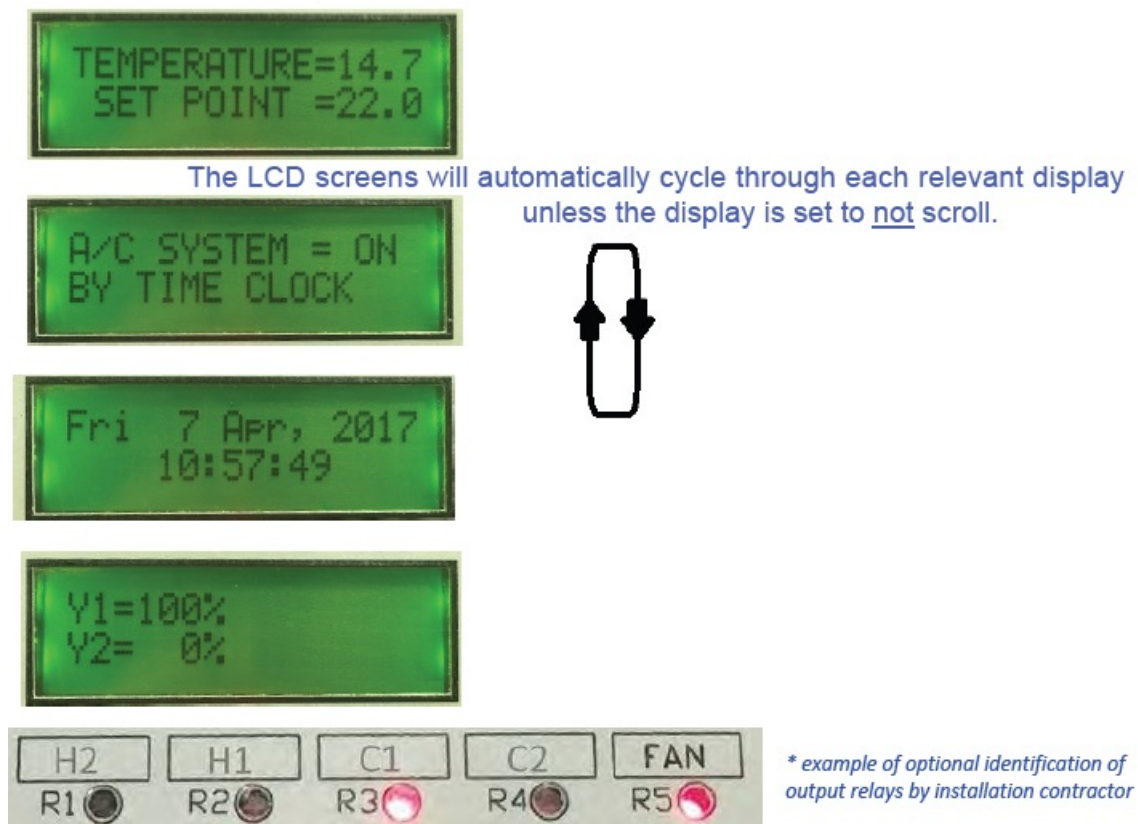 TEMPERATURE=14.7
SET POINT =22.0
The LCD screens will automatically cycle through each relevant display
unless the display is set to not scroll.
A/C SYSTEM = ON
BY TIME CLOCK
Fri 7 Apr, 2017
10:57:49
Y1=100%
Y2= 0%
H2 H1 C1 C2 FAN
R1 R2 R3 R4 R5
* example of optional identification of
output relays by installation contractor